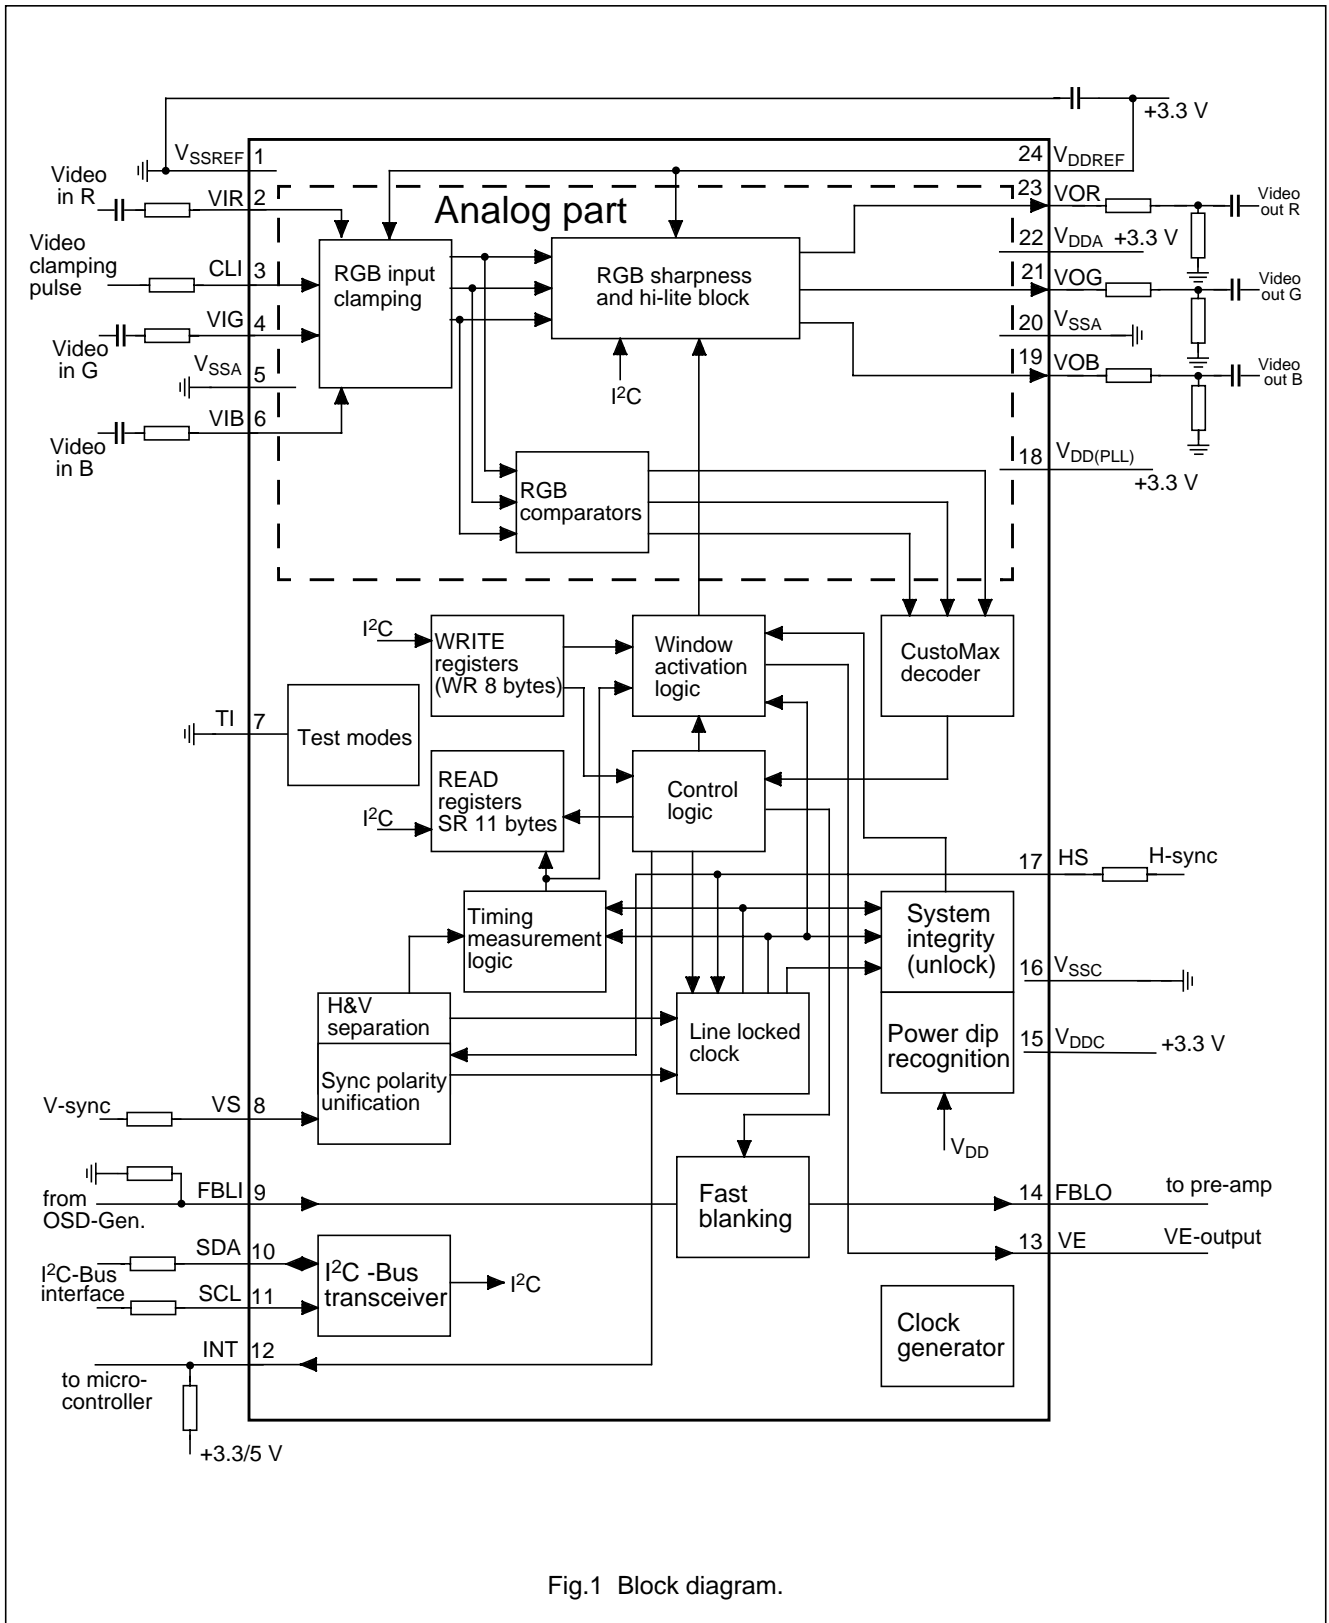 +3.3 V
VSSREF 1
24 VDDREF
Video
in R
VIR 2
23 VOR
Video
out R
Analog part
22 VDDA +3.3 V
Video
clamping
pulse
CLI 3
RGB input
clamping
RGB sharpness
and hi-lite block
21 VOG
Video
out G
VIG 4
20 VSSA
Video
in G
VSSA
5
19 VOB
Video
out B
I2C
VIB 6
Video
in B
18 VDD(PLL)
+3.3 V
RGB
comparators
I2C
WRITE
registers
(WR 8 bytes)
Window
activation
logic
CustoMax
decoder
TI 7
Test modes
READ
registers
SR 11 bytes
I2C
Control
logic
17 HS H-sync
Timing
measurement
logic
System
integrity
(unlock)
16 VSSC
H&V
separation
Line locked
clock
Power dip
recognition
15 VDDC +3.3 V
Sync polarity
unification
V-sync VS 8
VDD
from
OSD-Gen.
FBLI 9
Fast
blanking
14 FBLO to pre-amp
13 VE VE-output
SDA 10
I2C-Bus
interface
SCL 11
I2C -Bus
transceiver
I2C
Clock
generator
INT 12
to micro-
controller
+3.3/5 V
Fig.1 Block diagram.